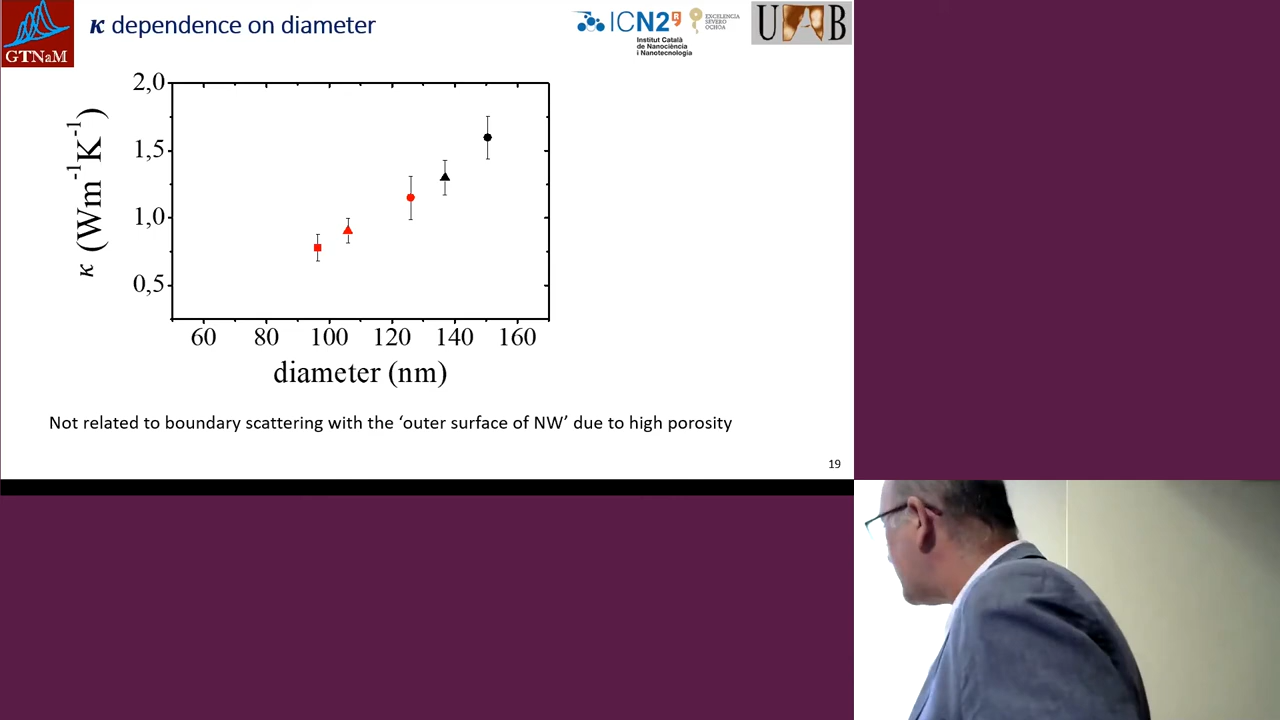 GTNaM
κ dependence on diameter
ICN2
Institut Català
de Nanociència
i Nanotecnologia
EXCELENCIA
SEVERO
OCHOA
UAB
κ (Wm⁻¹K⁻¹)
2,0
1,5
1,0
0,5
60 80 100 120 140 160
diameter (nm)
Not related to boundary scattering with the ‘outer surface of NW’ due to high porosity
19